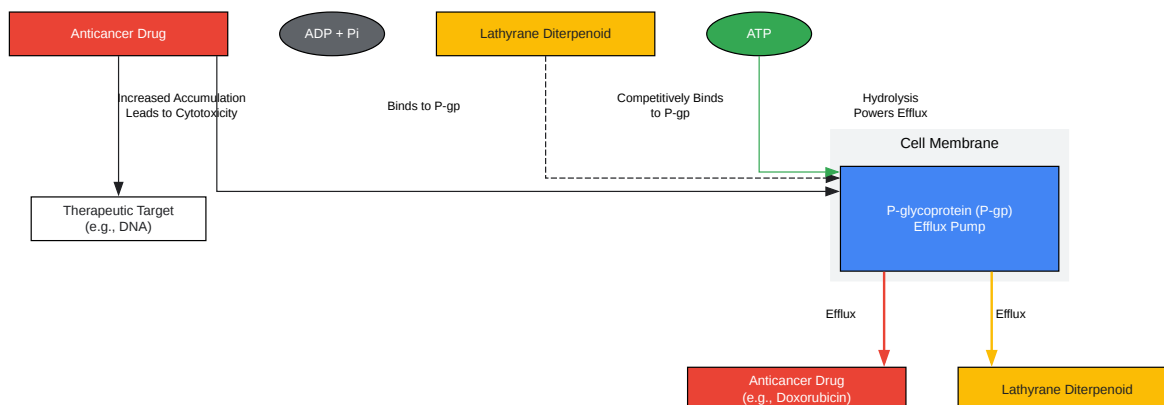 Anticancer Drug
ADP + Pi
Lathyrane Diterpenoid
ATP
Increased Accumulation
Leads to Cytotoxicity
Binds to P-gp
Competitively Binds
to P-gp
Hydrolysis
Powers Efflux
Cell Membrane
Therapeutic Target
(e.g., DNA)
P-glycoprotein (P-gp)
Efflux Pump
Efflux
Efflux
Anticancer Drug
(e.g., Doxorubicin)
Lathyrane Diterpenoid